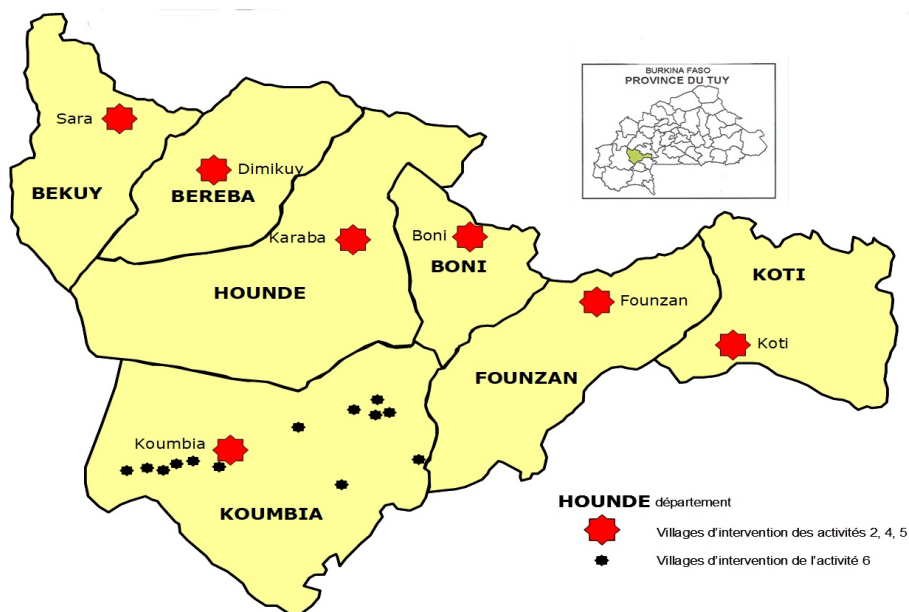 BURKINA FASO
PROVINCE DU TUY
Sara
BEKUY
Dimikuy
BEREBA
Karaba
HOUNDE
Boni
BONI
KOTI
Founzan
FOUNZAN
Koti
Koumbia
KOUMBIA
HOUNDE département
Villages d'intervention des activités 2, 4, 5
Villages d'intervention de l'activité 6